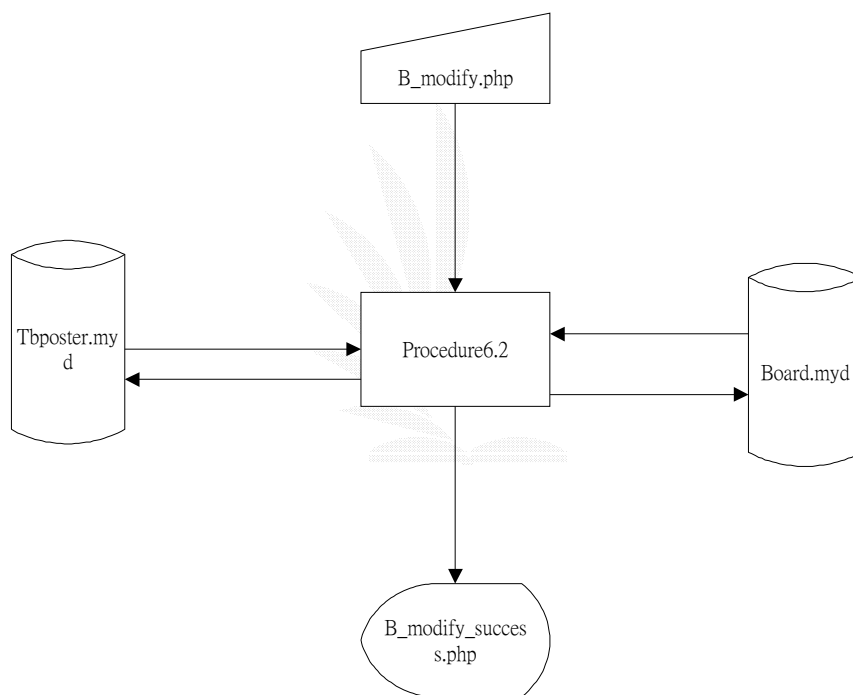 B_modify.php
Tbposter.my
d
Procedure6.2
Board.myd
B_modify_succes
s.php